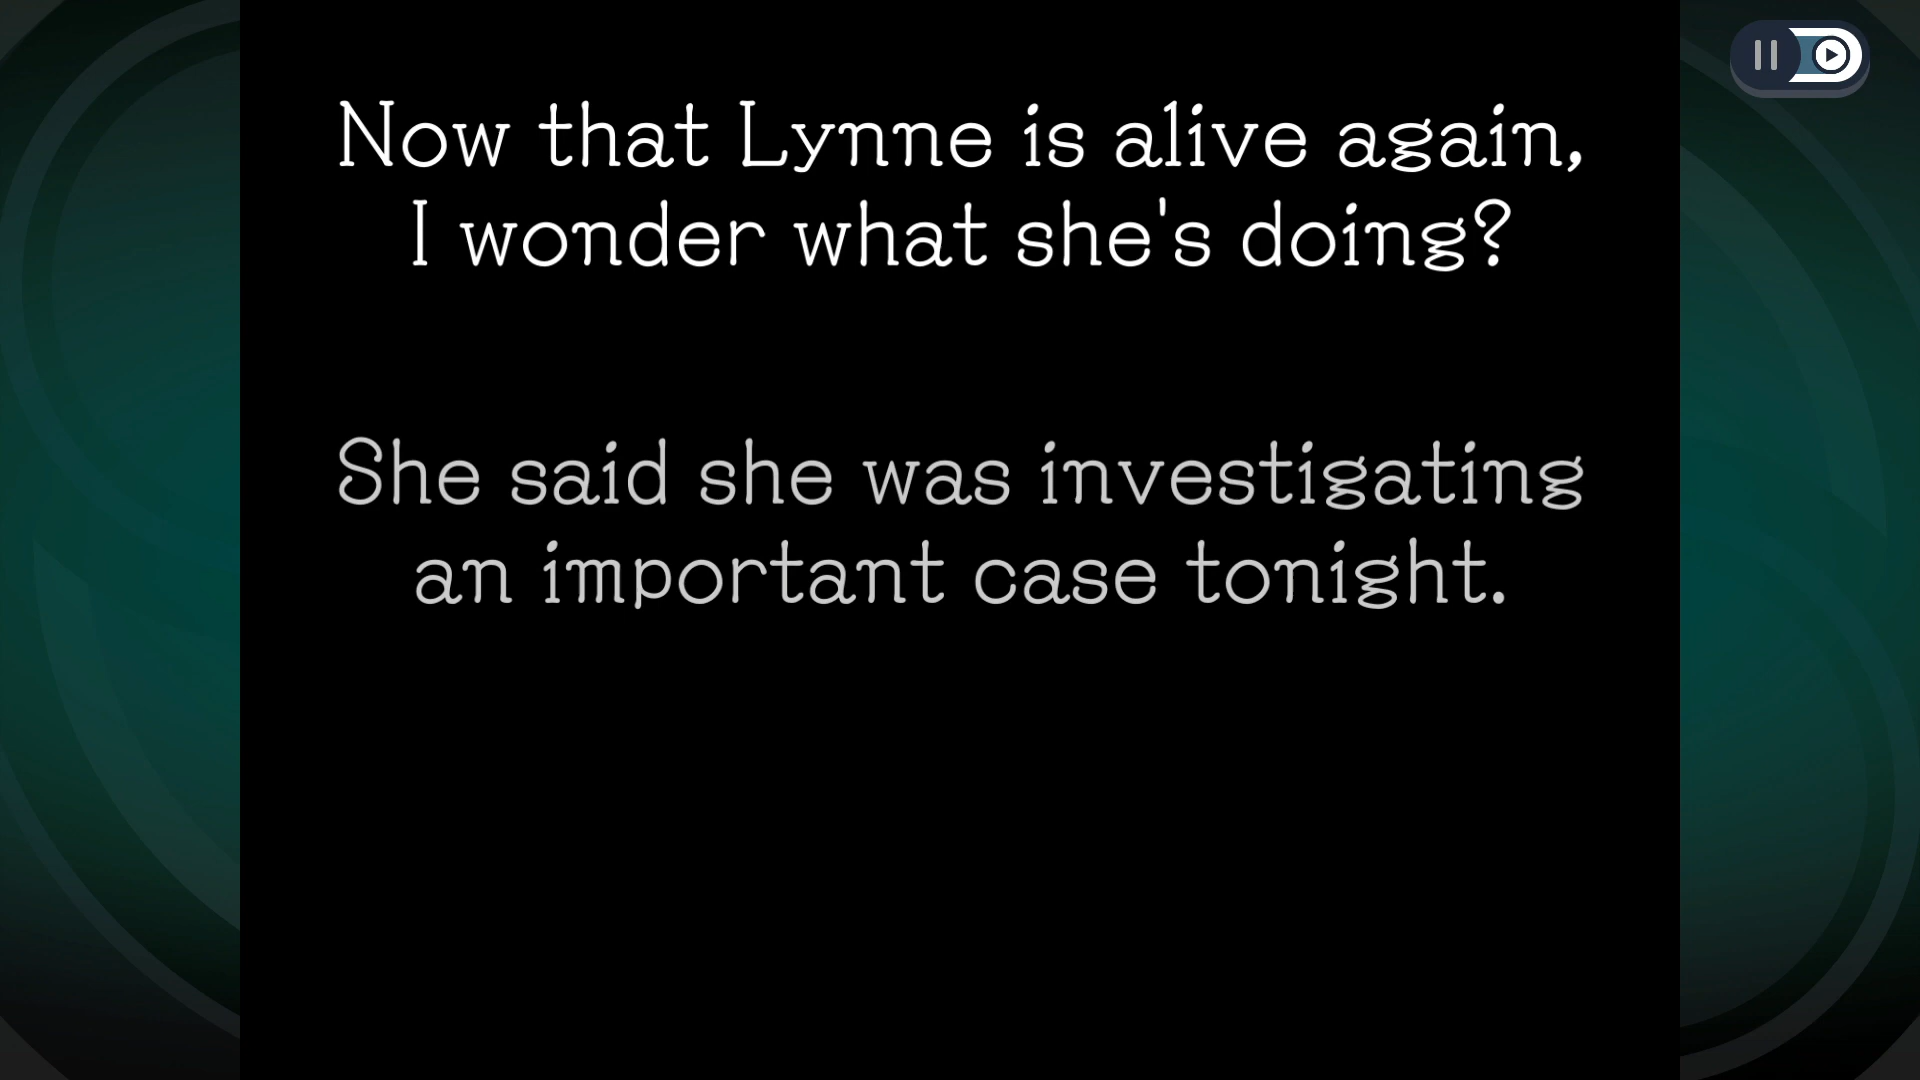 Now that Lynne is alive again,
I wonder what she's doing?
She said she was investigating
an important case tonight.